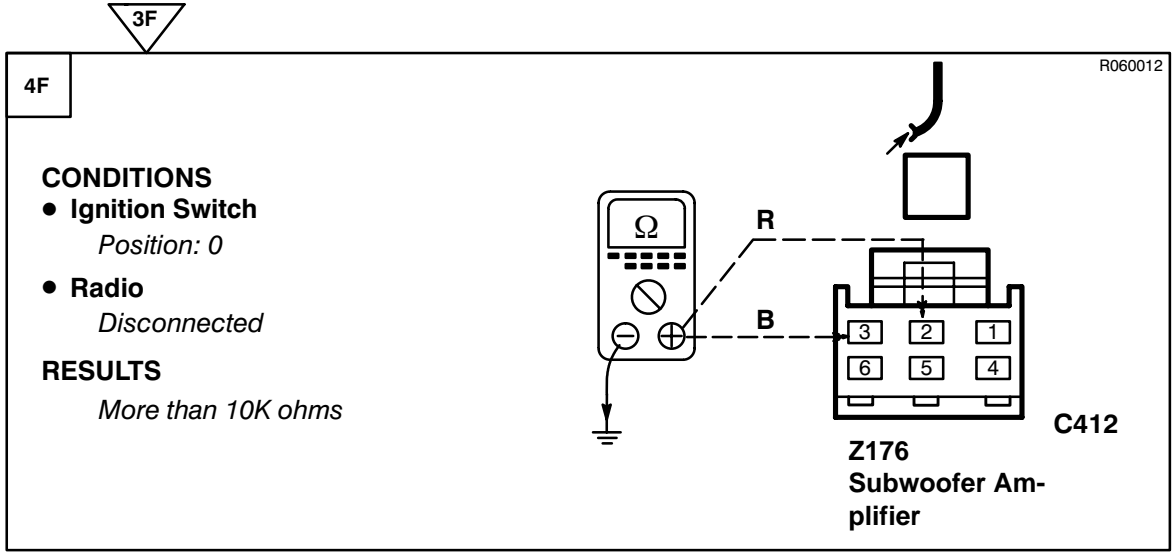 3F
4F
R060012
CONDITIONS
● Ignition Switch
Position: 0
● Radio
Disconnected
RESULTS
More than 10K ohms
Ω
R
B
3 2 1
6 5 4
C412
Z176
Subwoofer Am-
plifier